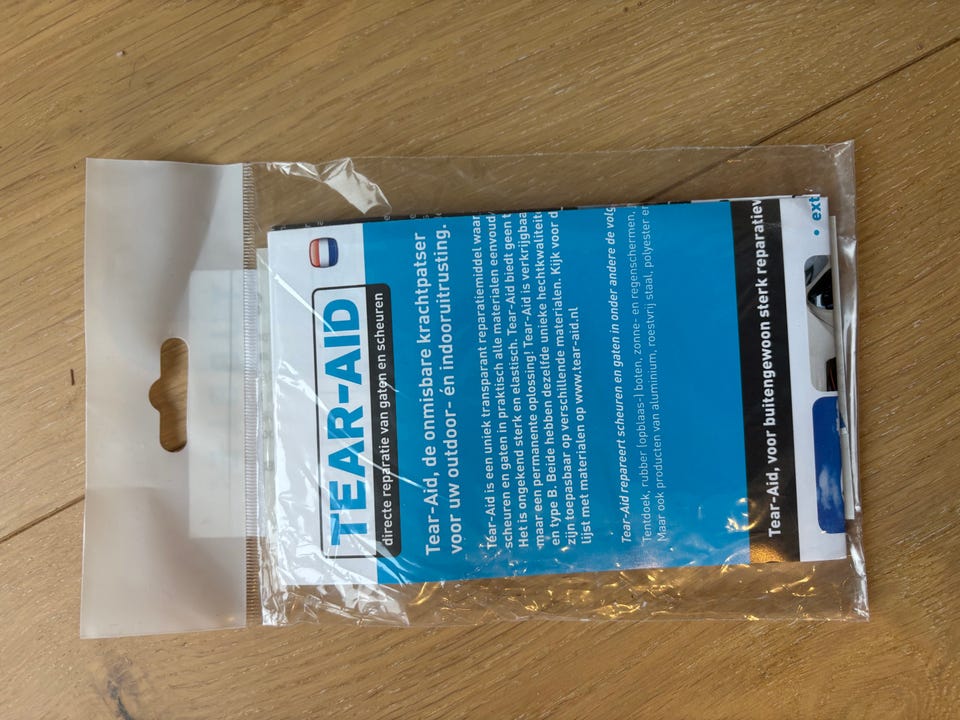 TEAR-AID
directe reparatie van gaten en scheuren
Tear-Aid, de onmisbare krachtpatser
voor uw outdoor- én indooruitrusting.
Tear-Aid is een uniek transparant reparatiemiddel waar
scheuren en gaten in praktisch alle materialen eenvoud
Het is ongekend sterk en elastisch. Tear-Aid biedt geen t
maar een permanente oplossing! Tear-Aid is verkrijgba
en type B. Beide hebben dezelfde unieke hechtkwaliteit
zijn toepasbaar op verschillende materialen. Kijk voor d
lijst met materialen op www.tear-aid.nl
Tear-Aid repareert scheuren en gaten in onder andere de volg
Tentdoek, rubber (opblaas-) boten, zonne- en regenschermen,
Maar ook producten van aluminium, roestvrij staal, polyester e
Tear-Aid, voor buitengewoon sterk reparatiev
• ext